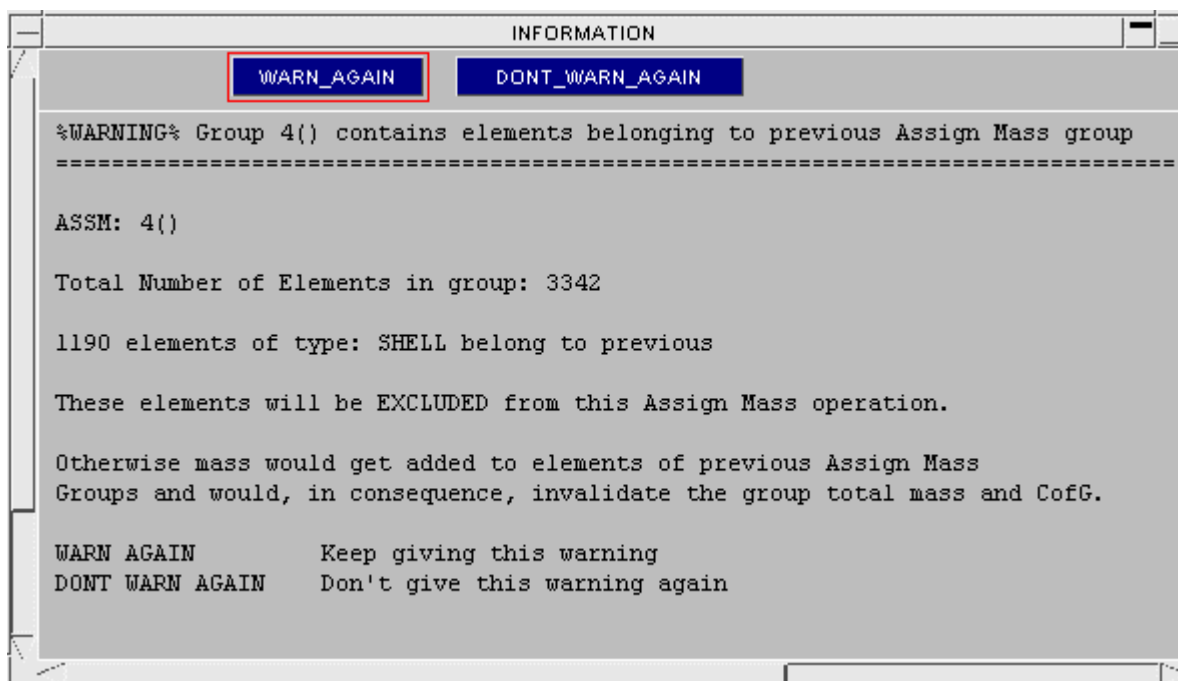 INFORMATION
WARN_AGAIN DONT_WARN_AGAIN
%WARNING% Group 4() contains elements belonging to previous Assign Mass group
================================================================================
ASSM: 4()
Total Number of Elements in group: 3342
1190 elements of type: SHELL belong to previous
These elements will be EXCLUDED from this Assign Mass operation.
Otherwise mass would get added to elements of previous Assign Mass
Groups and would, in consequence, invalidate the group total mass and CofG.
WARN AGAIN Keep giving this warning
DONT WARN AGAIN Don't give this warning again